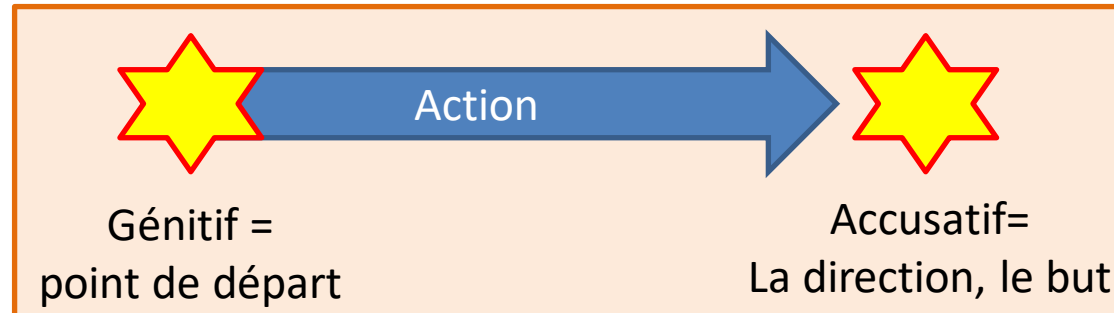 Action
Génitif =
point de départ
Accusatif=
La direction, le but